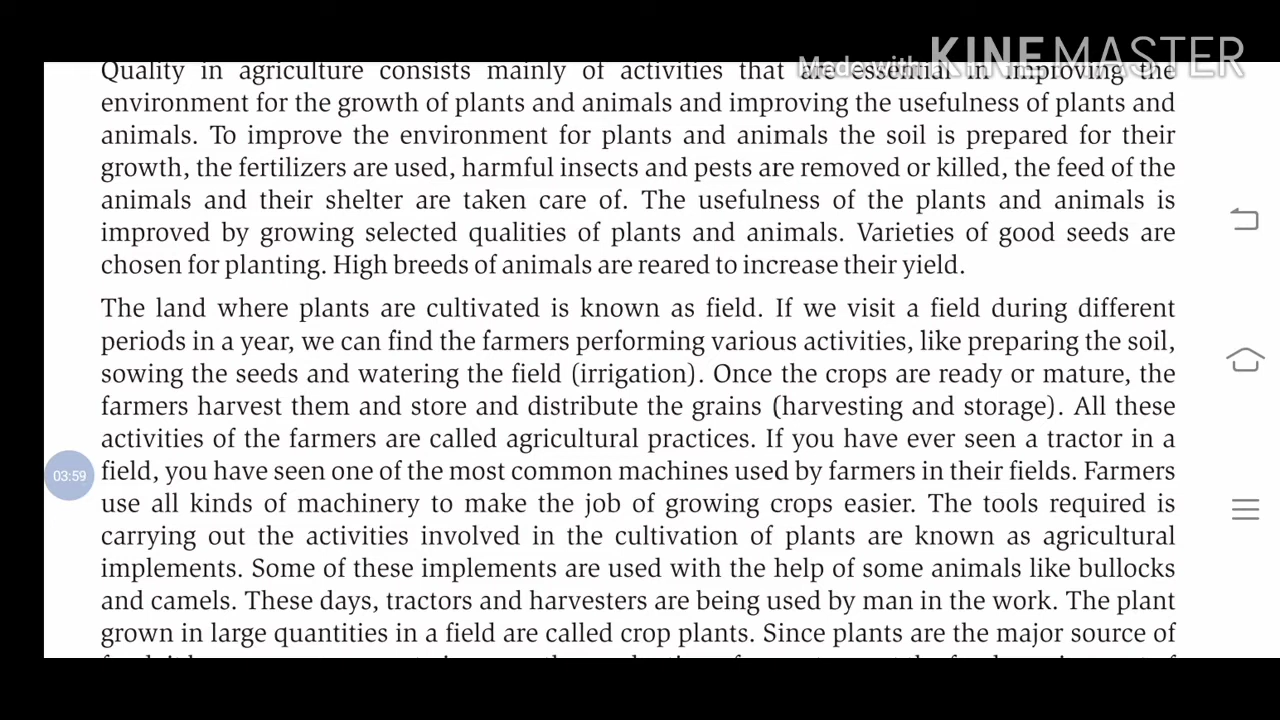 Made with KINEMASTER
Quality in agriculture consists mainly of activities that are essential in improving the
environment for the growth of plants and animals and improving the usefulness of plants and
animals. To improve the environment for plants and animals the soil is prepared for their
growth, the fertilizers are used, harmful insects and pests are removed or killed, the feed of the
animals and their shelter are taken care of. The usefulness of the plants and animals is
improved by growing selected qualities of plants and animals. Varieties of good seeds are
chosen for planting. High breeds of animals are reared to increase their yield.
The land where plants are cultivated is known as field. If we visit a field during different
periods in a year, we can find the farmers performing various activities, like preparing the soil,
sowing the seeds and watering the field (irrigation). Once the crops are ready or mature, the
farmers harvest them and store and distribute the grains (harvesting and storage). All these
activities of the farmers are called agricultural practices. If you have ever seen a tractor in a
03:59
field, you have seen one of the most common machines used by farmers in their fields. Farmers
use all kinds of machinery to make the job of growing crops easier. The tools required is
carrying out the activities involved in the cultivation of plants are known as agricultural
implements. Some of these implements are used with the help of some animals like bullocks
and camels. These days, tractors and harvesters are being used by man in the work. The plant
grown in large quantities in a field are called crop plants. Since plants are the major source of